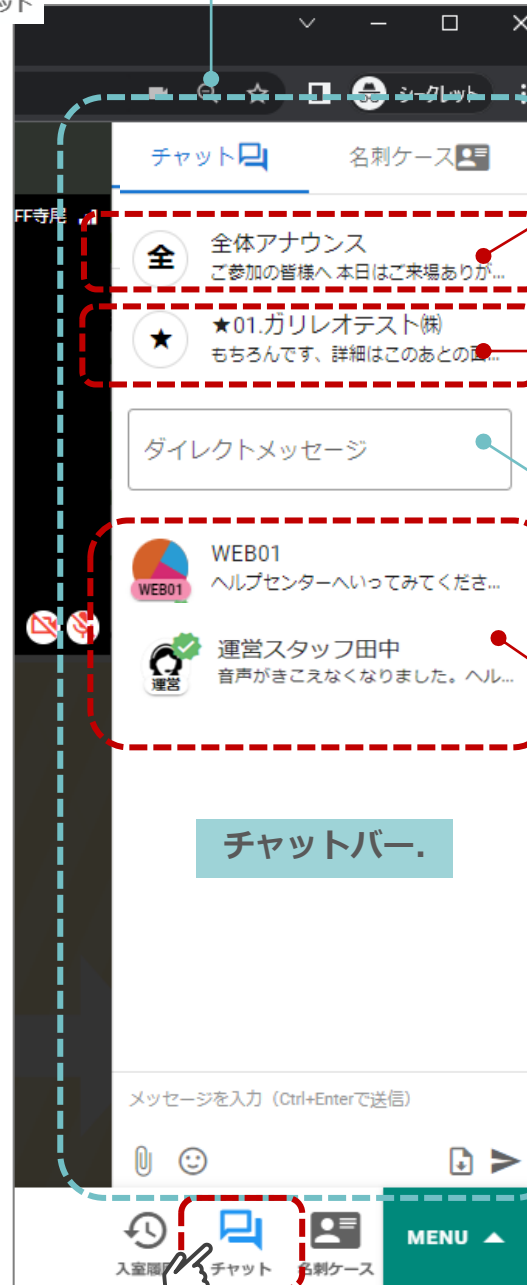 ット
シークレット
チャット
名刺ケース
FF寺尾
全
全体アナウンス
ご参加の皆様へ 本日はご来場ありが...
★
★01.ガリレオテスト㈱
もちろんです、詳細はこのあとの面...
ダイレクトメッセージ
WEB01
WEB01
ヘルプセンターへいってみてくださ...
運営
運営スタッフ田中
音声がきこえなくなりました。ヘル...
チャットバー.
メッセージを入力（Ctrl+Enterで送信）
入室履
チャット
名刺ケース
MENU